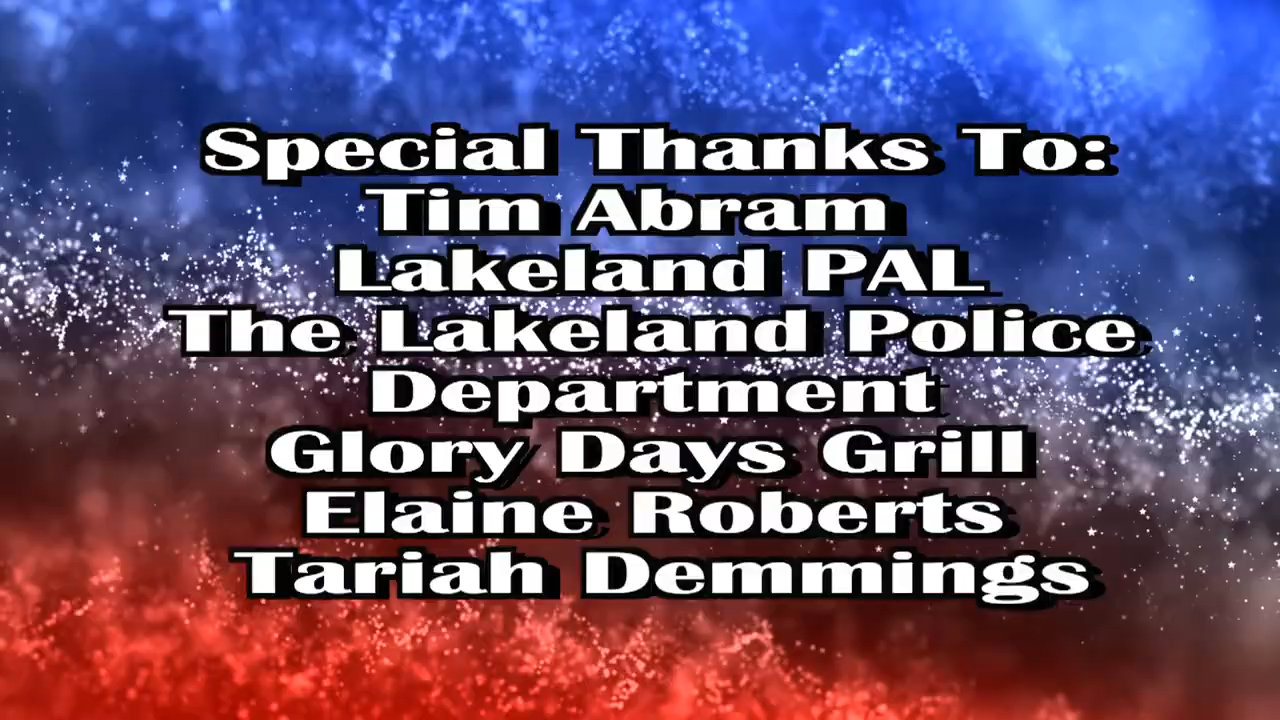 Special Thanks To:
Tim Abram
Lakeland PAL
The Lakeland Police
Department
Glory Days Grill
Elaine Roberts
Tariah Demmings